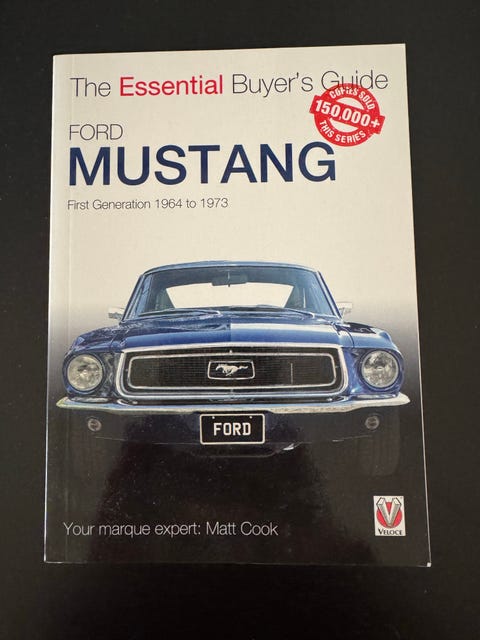 The Essential Buyer's Guide
COPIES SOLD
150,000+
THIS SERIES
FORD
MUSTANG
First Generation 1964 to 1973
FORD
Your marque expert: Matt Cook
VELOCE